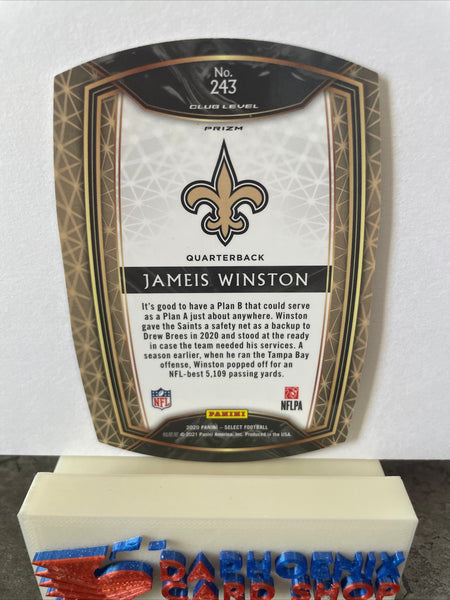 No.
243
CLUB LEVEL
PRIZM
QUARTERBACK
JAMEIS WINSTON
It's good to have a Plan B that could serve
as a Plan A just about anywhere. Winston
gave the Saints a safety net as a backup to
Drew Brees in 2020 and stood at the ready
in case the team needed his services. A
season earlier, when he ran the Tampa Bay
offense, Winston popped off for an
NFL-best 5,109 passing yards.
NFL
PANINI
NFLPA
2020 PANINI - SELECT FOOTBALL
© 2021 Panini America, Inc. Produced in the USA.
DAPHOENIX
CARD SHOP